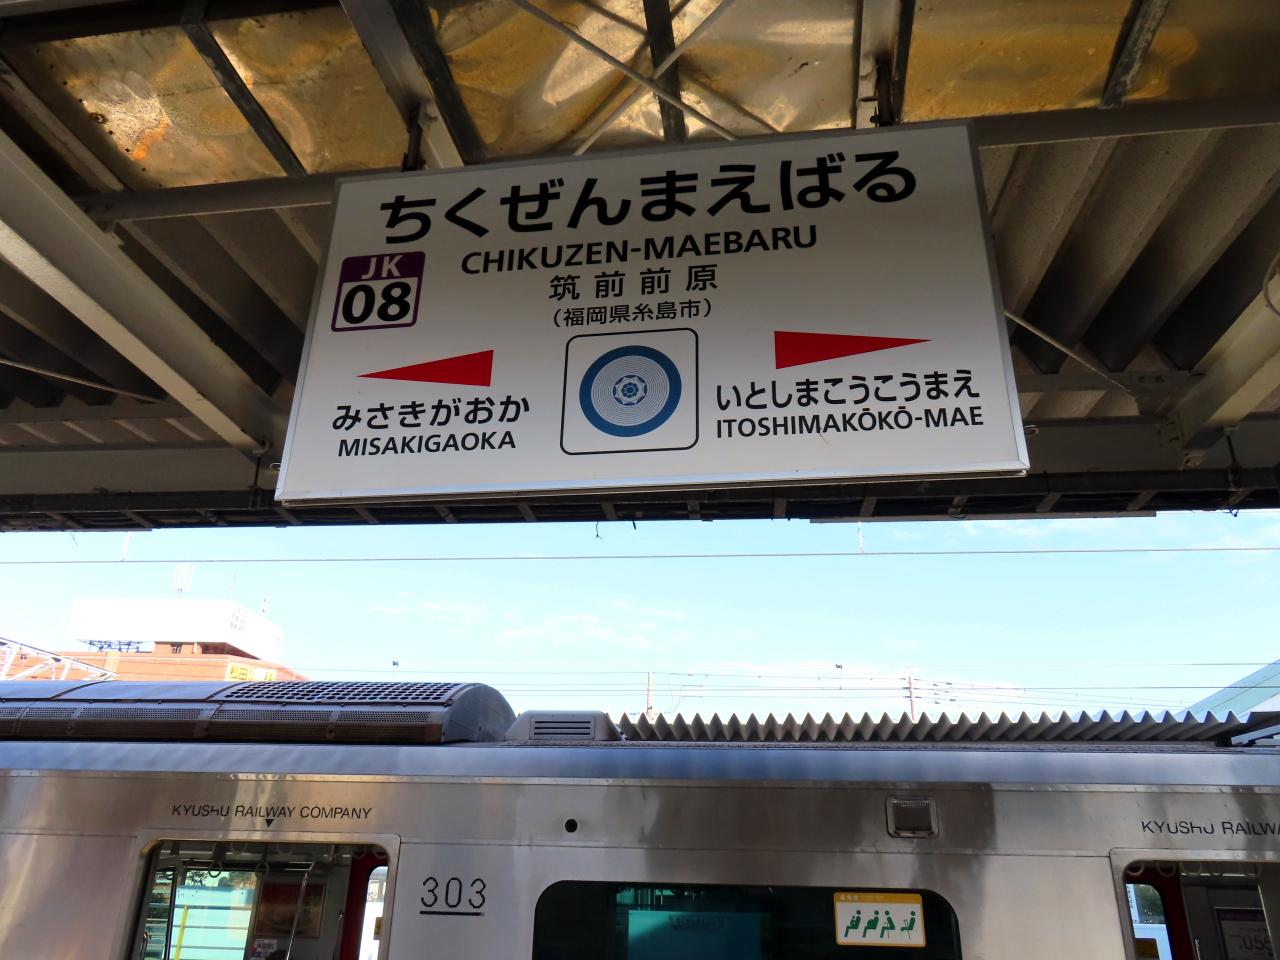 ちくぜんまえばる
CHIKUZEN-MAEBARU
JK
08
筑前前原
(福岡県糸島市)
みさきがおか
MISAKIGAOKA
いとしまこうこうまえ
ITOSHIMAKŌKŌ-MAE
KYUSHU RAILWAY COMPANY
KYUSHU RAILWA
303